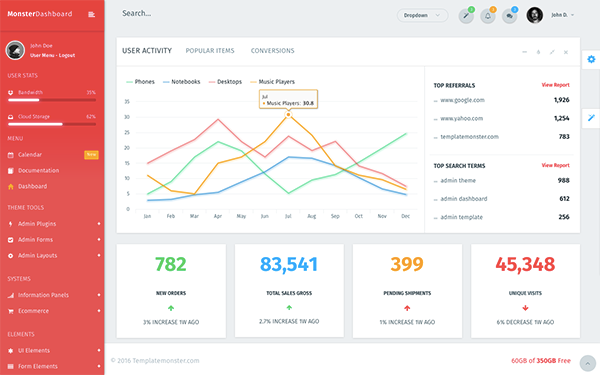 MonsterDashboard
John Doe
User Menu - Logout
USER STATS
Bandwidth 35%
Cloud Storage 62%
MENU
Calendar New
Documentation
Dashboard
THEME TOOLS
Admin Plugins
Admin Forms
Admin Layouts
SYSTEMS
Information Panels
Ecommerce
ELEMENTS
UI Elements
Form Elements
Search...
Dropdown
John D.
USER ACTIVITY POPULAR ITEMS CONVERSIONS
Phones Notebooks Desktops Music Players
Jul
Music Players: 30.8
35
30
25
20
15
10
5
0
Jan Feb Mar Apr May Jun Jul Aug Sep Oct Nov Dec
TOP REFERRALS View Report
www.google.com 1,926
www.yahoo.com 1,254
templatemonster.com 783
TOP SEARCH TERMS View Report
admin theme 988
admin dashboard 612
admin template 256
782
NEW ORDERS
3% INCREASE 1W AGO
83,541
TOTAL SALES GROSS
2.7% INCREASE 1W AGO
399
PENDING SHIPMENTS
1% INCREASE 1W AGO
45,348
UNIQUE VISITS
6% DECREASE 1W AGO
© 2016 Templatemonster.com
60GB of 350GB Free